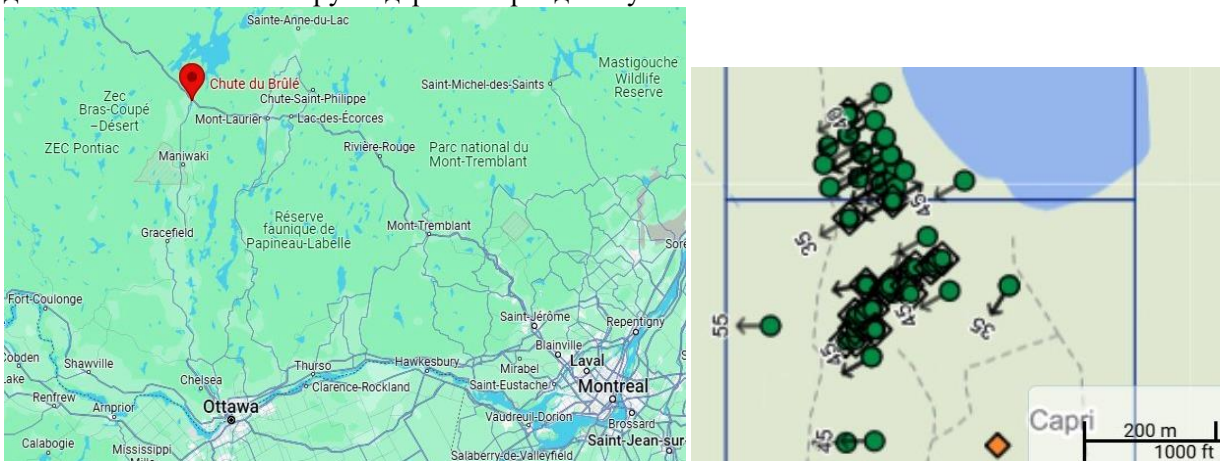 Sainte-Anne-du-Lac
Mastigouche
Wildlife
Reserve
Chute du Brûlé
Saint-Michel-des-Saints
Zec
Bras-Coupé
–Désert
Chute-Saint-Philippe
Mont-Laurier
Lac-des-Écorces
ZEC Pontiac
Maniwaki
Rivière-Rouge
Parc national du
Mont-Tremblant
Réserve
faunique de
Papineau-Labelle
Gracefield
Mont-Tremblant
Fort-Coulonge
Saint-Jérôme
Repentigny
Blainville
Laval
Shawville
Chelsea
Thurso
Hawkesbury
Mirabel
Saint-Eustache
Montreal
Renfrew
Arnprior
Clarence-Rockland
Ottawa
Vaudreuil-Dorion
Brossard
Calabogie
Mississippi
Salaberry-de-Valleyfield
Saint-Jean-sur
45
35
45
35
55
45
45
Capri
200 m
1000 ft